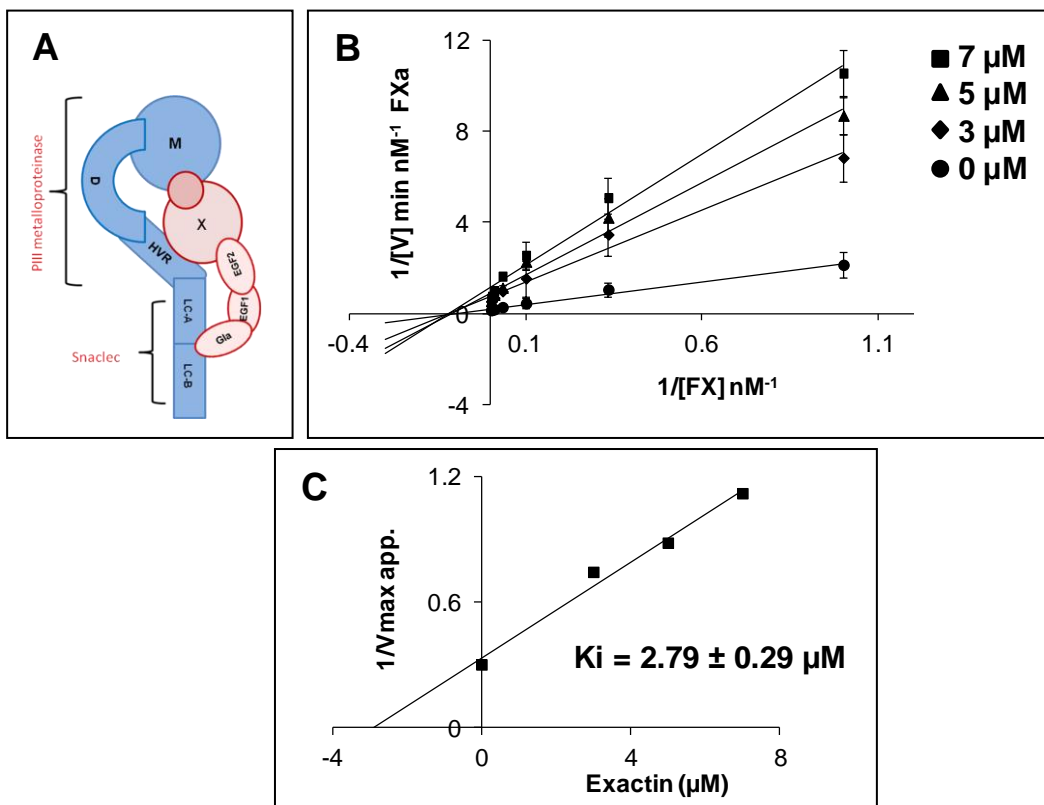 A
PIII metalloproteinase
M
D
X
HVR
EGF2
EGF1
LC-A
Gla
Snaclec
LC-B
B
1/[V] min nM⁻¹ FXa
12
8
4
0
-4
-0.4
0.1
0.6
1.1
1/[FX] nM⁻¹
7 µM
5 µM
3 µM
0 µM
C
1/Vmax app.
1.2
0.6
0
Ki = 2.79 ± 0.29 µM
-4
0
4
8
Exactin (µM)